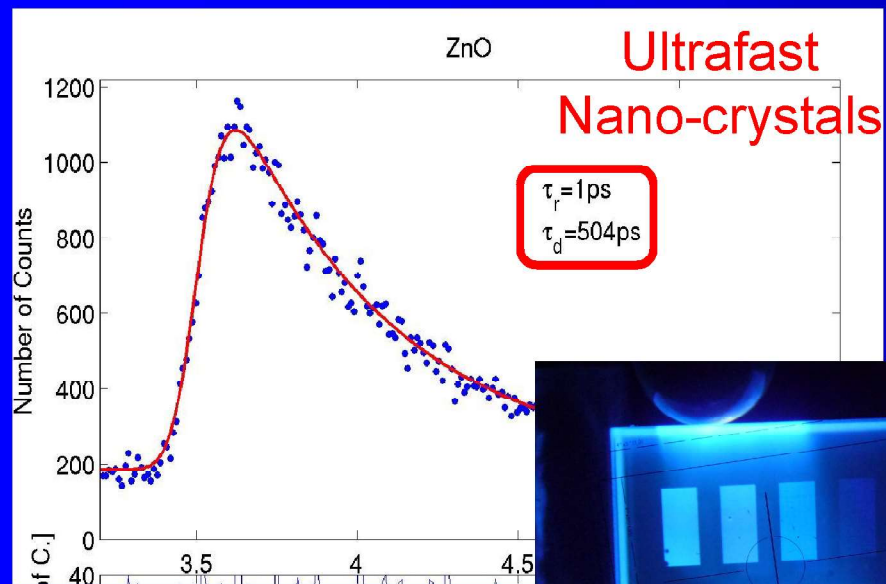 ZnO
Ultrafast
Nano-crystals
τr=1ps
τd=504ps
Number of Counts
1200
1000
800
600
400
200
0
3.5
4
4.5
of C.]
40